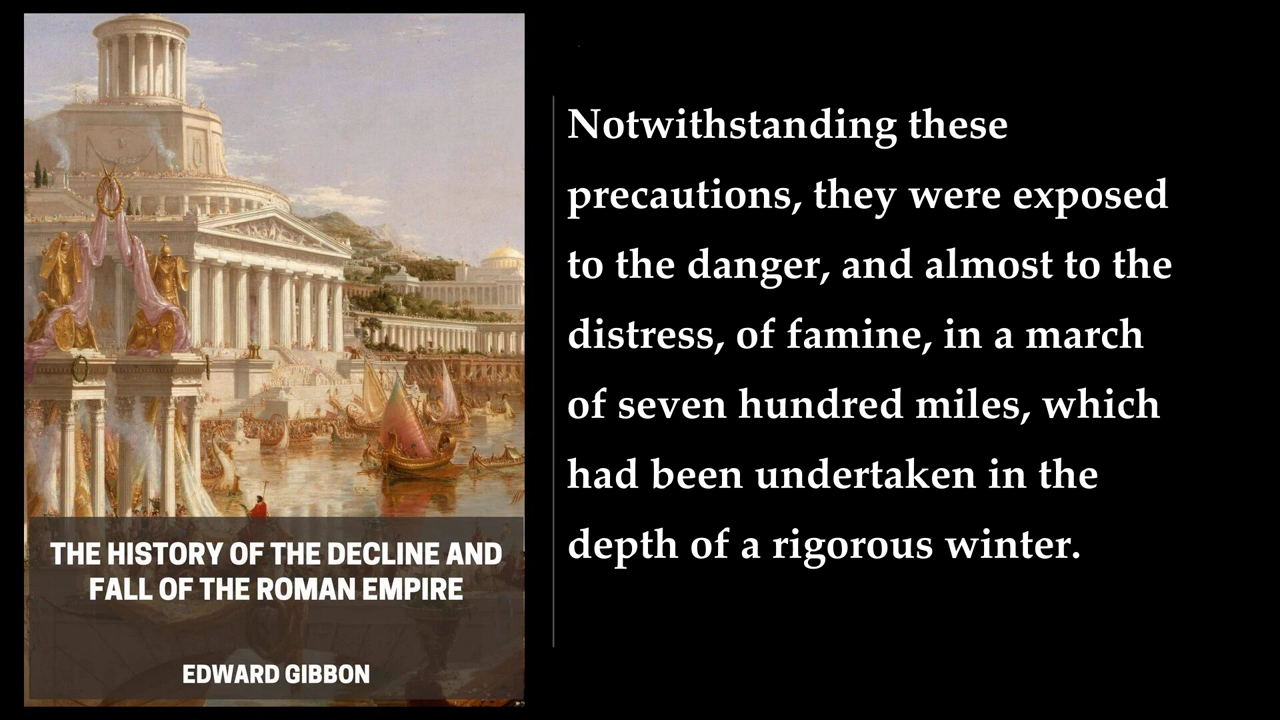 THE HISTORY OF THE DECLINE AND
FALL OF THE ROMAN EMPIRE
EDWARD GIBBON
Notwithstanding these
precautions, they were exposed
to the danger, and almost to the
distress, of famine, in a march
of seven hundred miles, which
had been undertaken in the
depth of a rigorous winter.